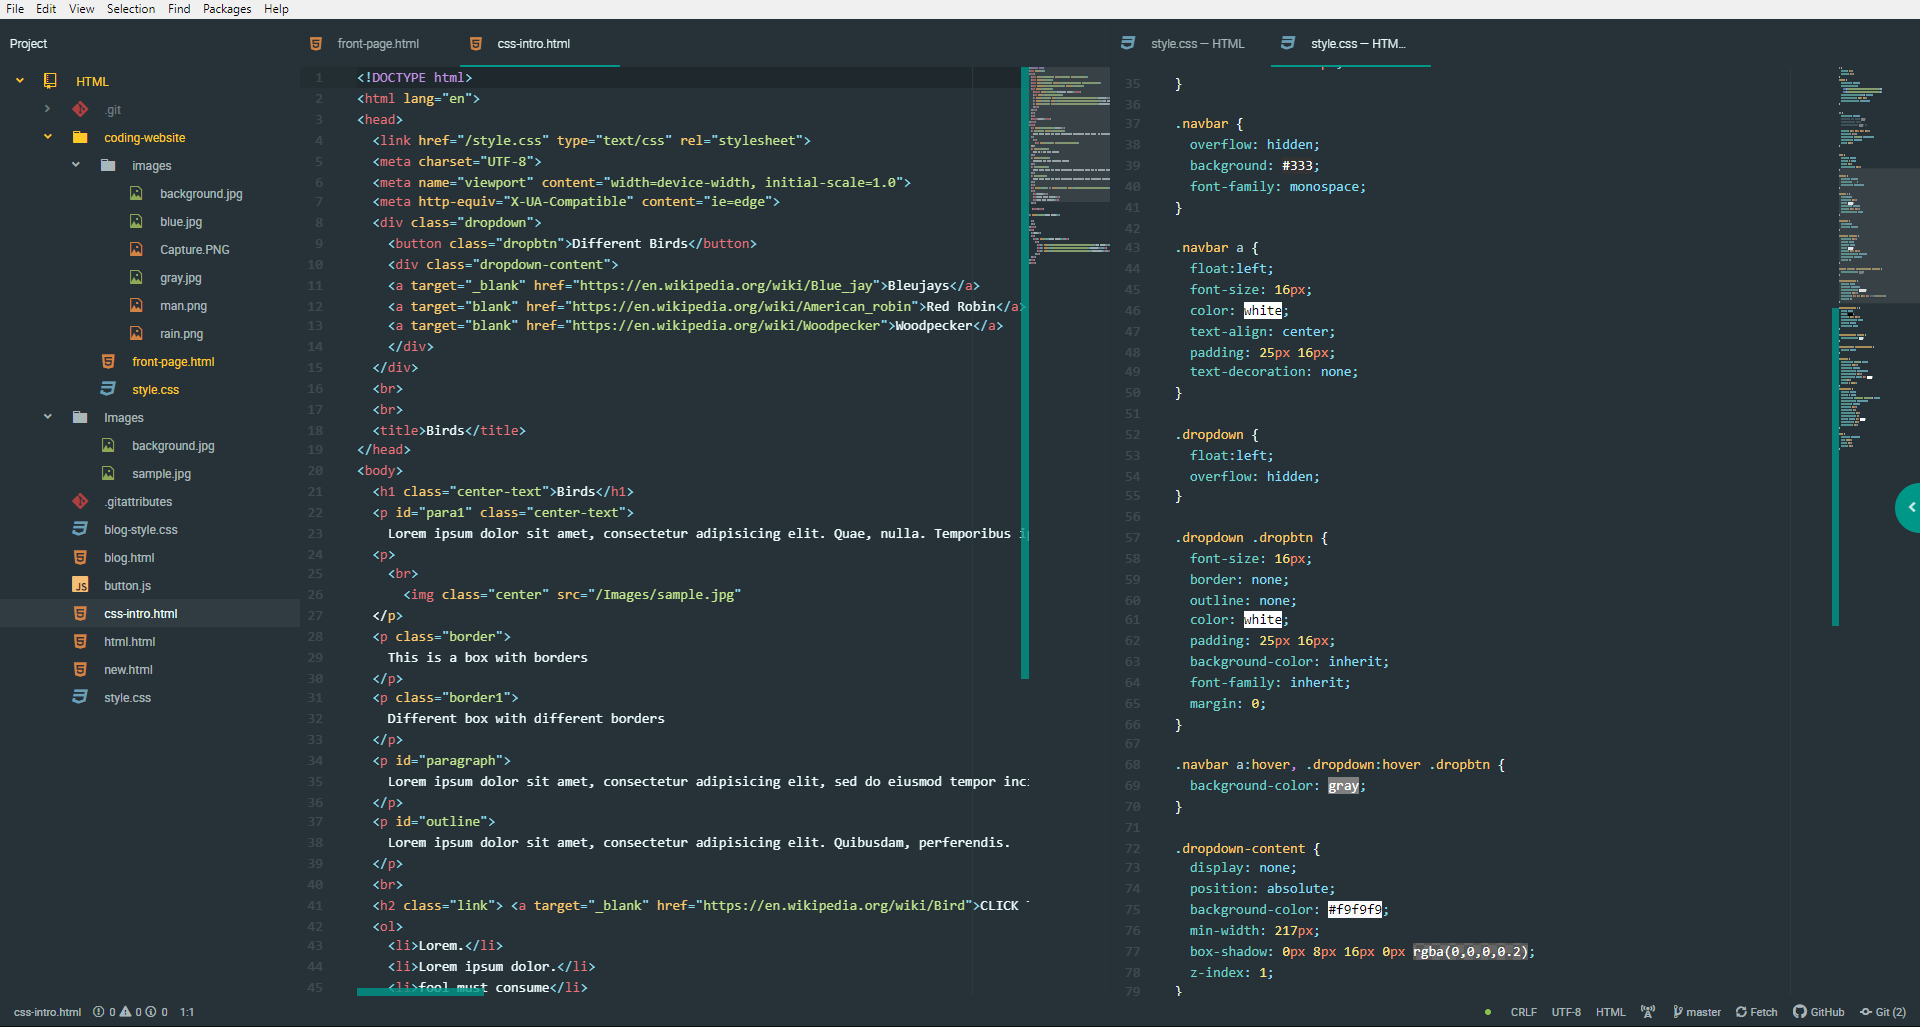 File Edit View Selection Find Packages Help
Project
HTML
.git
coding-website
images
background.jpg
blue.jpg
Capture.PNG
gray.jpg
man.png
rain.png
front-page.html
style.css
Images
background.jpg
sample.jpg
.gitattributes
blog-style.css
blog.html
JS button.js
css-intro.html
html.html
new.html
style.css
front-page.html css-intro.html
1 <!DOCTYPE html>
2 <html lang="en">
3 <head>
4 <link href="/style.css" type="text/css" rel="stylesheet">
5 <meta charset="UTF-8">
6 <meta name="viewport" content="width=device-width, initial-scale=1.0">
7 <meta http-equiv="X-UA-Compatible" content="ie=edge">
8 <div class="dropdown">
9 <button class="dropbtn">Different Birds</button>
10 <div class="dropdown-content">
11 <a target="_blank" href="https://en.wikipedia.org/wiki/Blue_jay">Bleujays</a>
12 <a target="blank" href="https://en.wikipedia.org/wiki/American_robin">Red Robin</a>
13 <a target="blank" href="https://en.wikipedia.org/wiki/Woodpecker">Woodpecker</a>
14 </div>
15 </div>
16 <br>
17 <br>
18 <title>Birds</title>
19 </head>
20 <body>
21 <h1 class="center-text">Birds</h1>
22 <p id="para1" class="center-text">
23 Lorem ipsum dolor sit amet, consectetur adipisicing elit. Quae, nulla. Temporibus
24 <p>
25 <br>
26 <img class="center" src="/Images/sample.jpg"
27 </p>
28 <p class="border">
29 This is a box with borders
30 </p>
31 <p class="border1">
32 Different box with different borders
33 </p>
34 <p id="paragraph">
35 Lorem ipsum dolor sit amet, consectetur adipisicing elit, sed do eiusmod tempor inc
36 </p>
37 <p id="outline">
38 Lorem ipsum dolor sit amet, consectetur adipisicing elit. Quibusdam, perferendis.
39 </p>
40 <br>
41 <h2 class="link"> <a target="_blank" href="https://en.wikipedia.org/wiki/Bird">CLICK
42 <ol>
43 <li>Lorem.</li>
44 <li>Lorem ipsum dolor.</li>
45 <li>fool must consume</li>
style.css — HTML style.css — HTM...
35 }
36
37 .navbar {
38 overflow: hidden;
39 background: #333;
40 font-family: monospace;
41 }
42
43 .navbar a {
44 float:left;
45 font-size: 16px;
46 color: white;
47 text-align: center;
48 padding: 25px 16px;
49 text-decoration: none;
50 }
51
52 .dropdown {
53 float:left;
54 overflow: hidden;
55 }
56
57 .dropdown .dropbtn {
58 font-size: 16px;
59 border: none;
60 outline: none;
61 color: white;
62 padding: 25px 16px;
63 background-color: inherit;
64 font-family: inherit;
65 margin: 0;
66 }
67
68 .navbar a:hover, .dropdown:hover .dropbtn {
69 background-color: gray;
70 }
71
72 .dropdown-content {
73 display: none;
74 position: absolute;
75 background-color: #f9f9f9;
76 min-width: 217px;
77 box-shadow: 0px 8px 16px 0px rgba(0,0,0,0.2);
78 z-index: 1;
79 }
css-intro.html 0 0 0 1:1 CRLF UTF-8 HTML master Fetch GitHub Git (2)